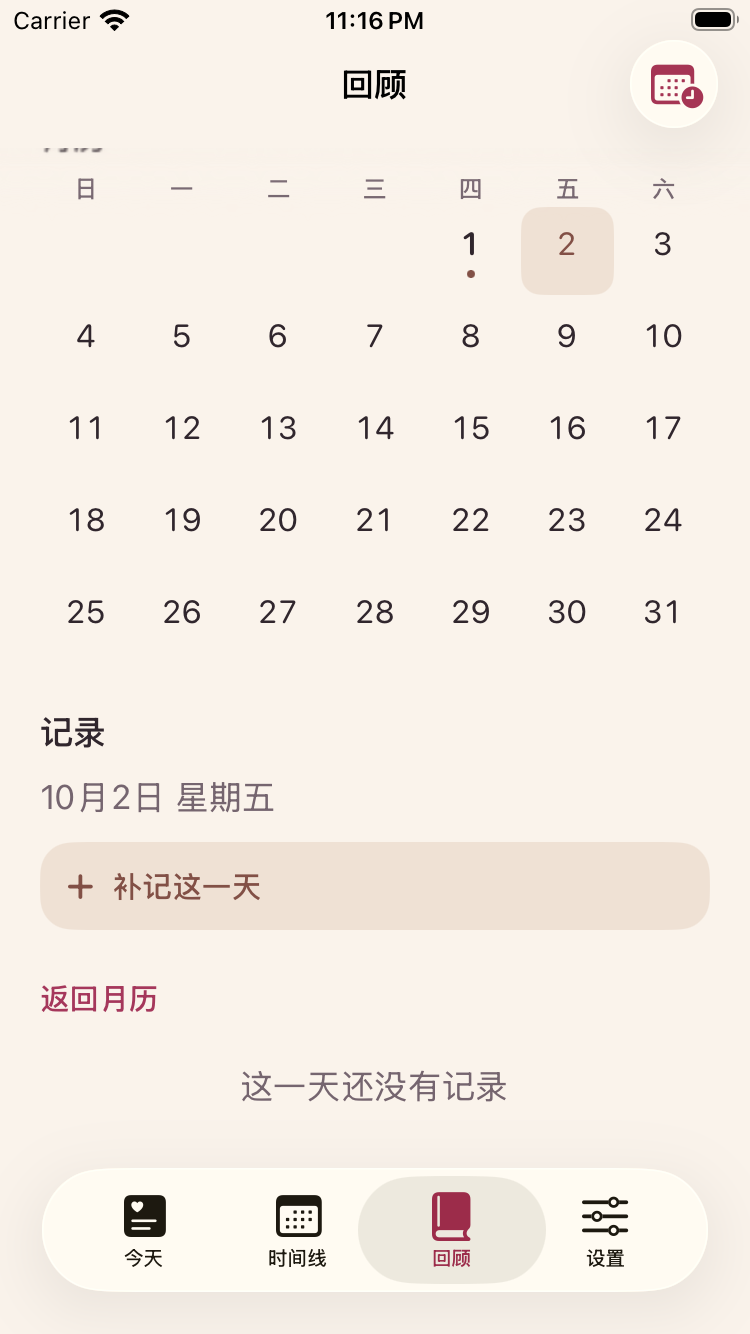 Carrier 11:16 PM
回顾
日 一 二 三 四 五 六
1 2 3
4 5 6 7 8 9 10
11 12 13 14 15 16 17
18 19 20 21 22 23 24
25 26 27 28 29 30 31
记录
10月2日 星期五
+ 补记这一天
返回月历
这一天还没有记录
今天 时间线 回顾 设置